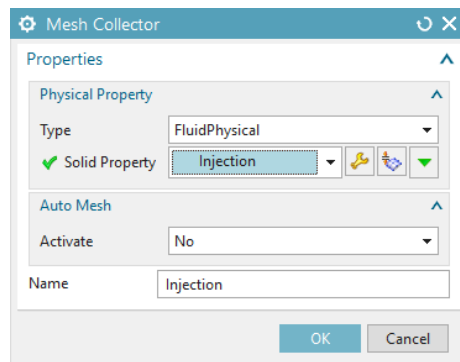 Mesh Collector
Properties
Physical Property
Type FluidPhysical
Solid Property Injection
Auto Mesh
Activate No
Name Injection
OK Cancel